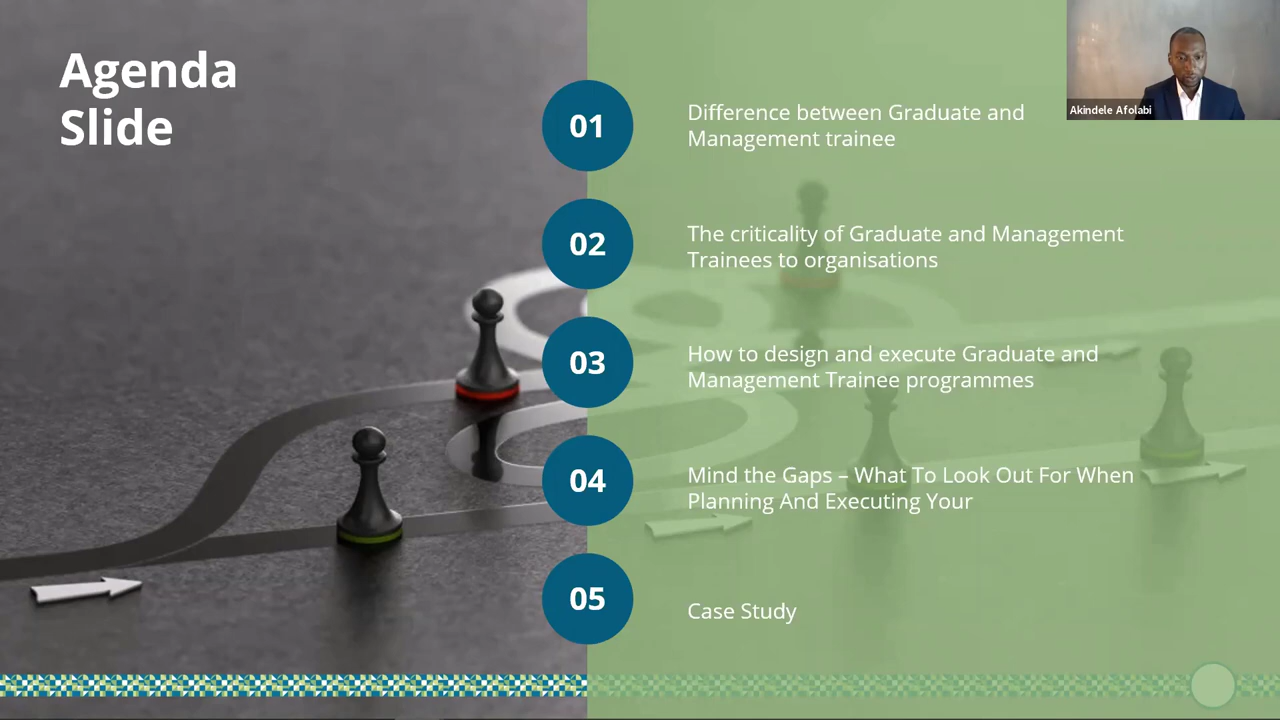 Agenda
Slide
Akindele Afolabi
01
Difference between Graduate and
Management trainee
02
The criticality of Graduate and Management
Trainees to organisations
03
How to design and execute Graduate and
Management Trainee programmes
04
Mind the Gaps – What To Look Out For When
Planning And Executing Your
05
Case Study